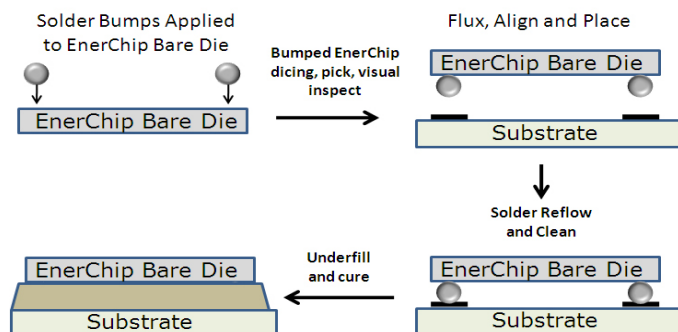 Solder Bumps Applied
to EnerChip Bare Die
EnerChip Bare Die
Bumped EnerChip
dicing, pick, visual
inspect
Flux, Align and Place
EnerChip Bare Die
Substrate
Solder Reflow
and Clean
EnerChip Bare Die
Substrate
Underfill
and cure
EnerChip Bare Die
Substrate